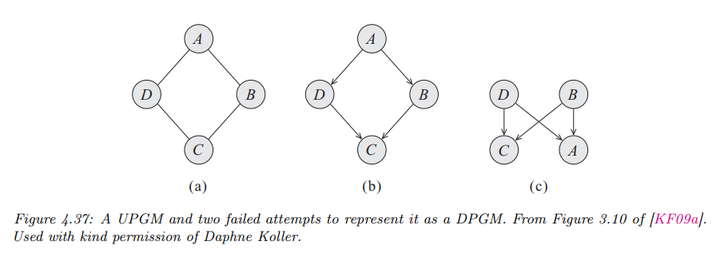 A A
D B D B D B
C C C A
(a) (b) (c)
Figure 4.37: A UPGM and two failed attempts to represent it as a DPGM. From Figure 3.10 of [KF09a].
Used with kind permission of Daphne Koller.